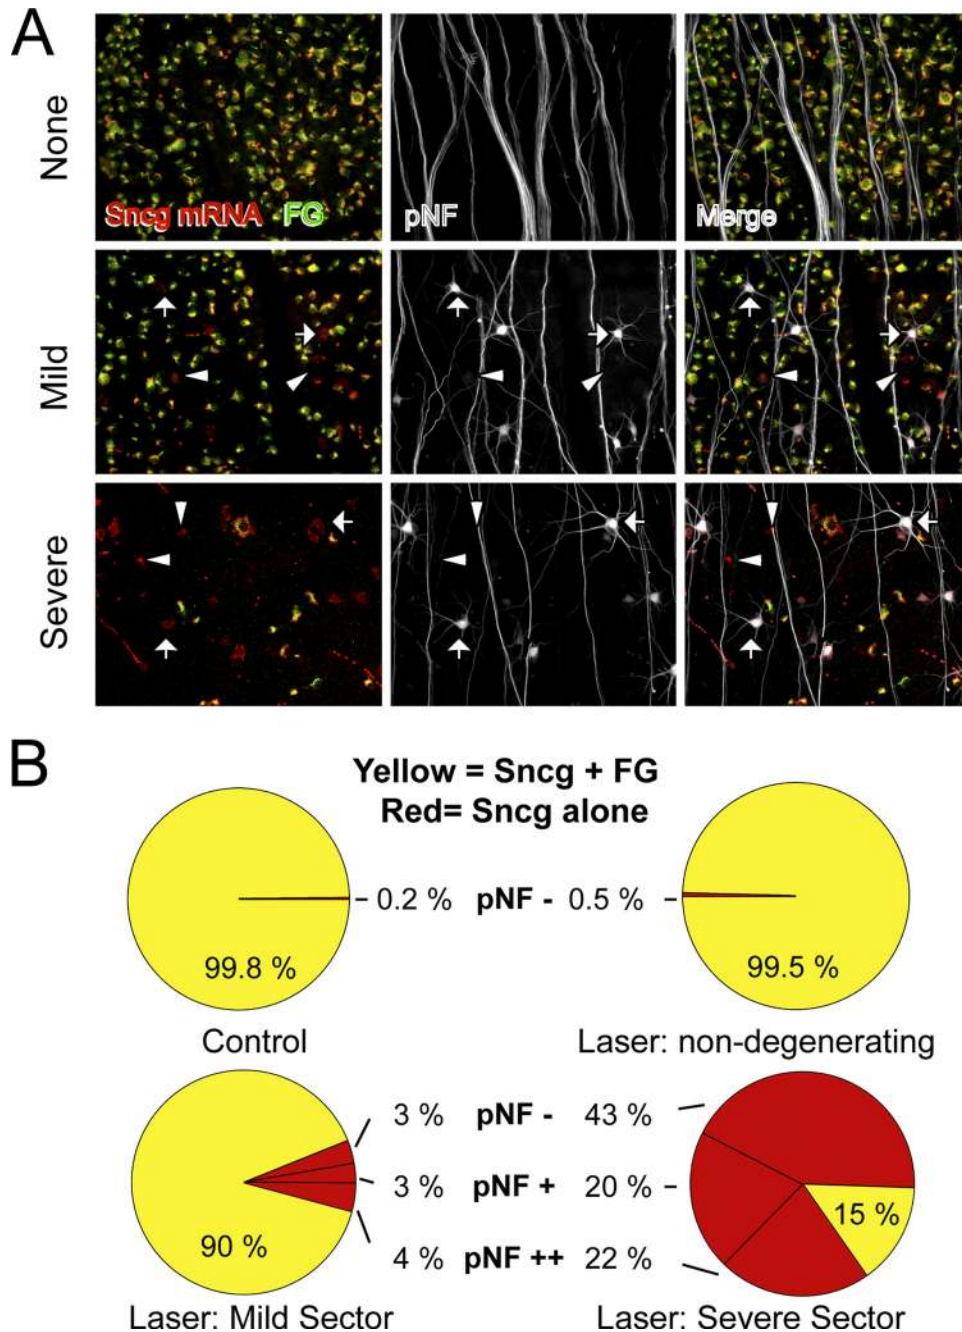 A
None
Sncg mRNA FG
pNF
Merge
Mild
Severe
B
Yellow = Sncg + FG
Red= Sncg alone
0.2 % pNF - 0.5 %
99.8 %
99.5 %
Control
Laser: non-degenerating
3 % pNF - 43 %
3 % pNF + 20 %
15 %
90 %
4 % pNF ++ 22 %
Laser: Mild Sector
Laser: Severe Sector